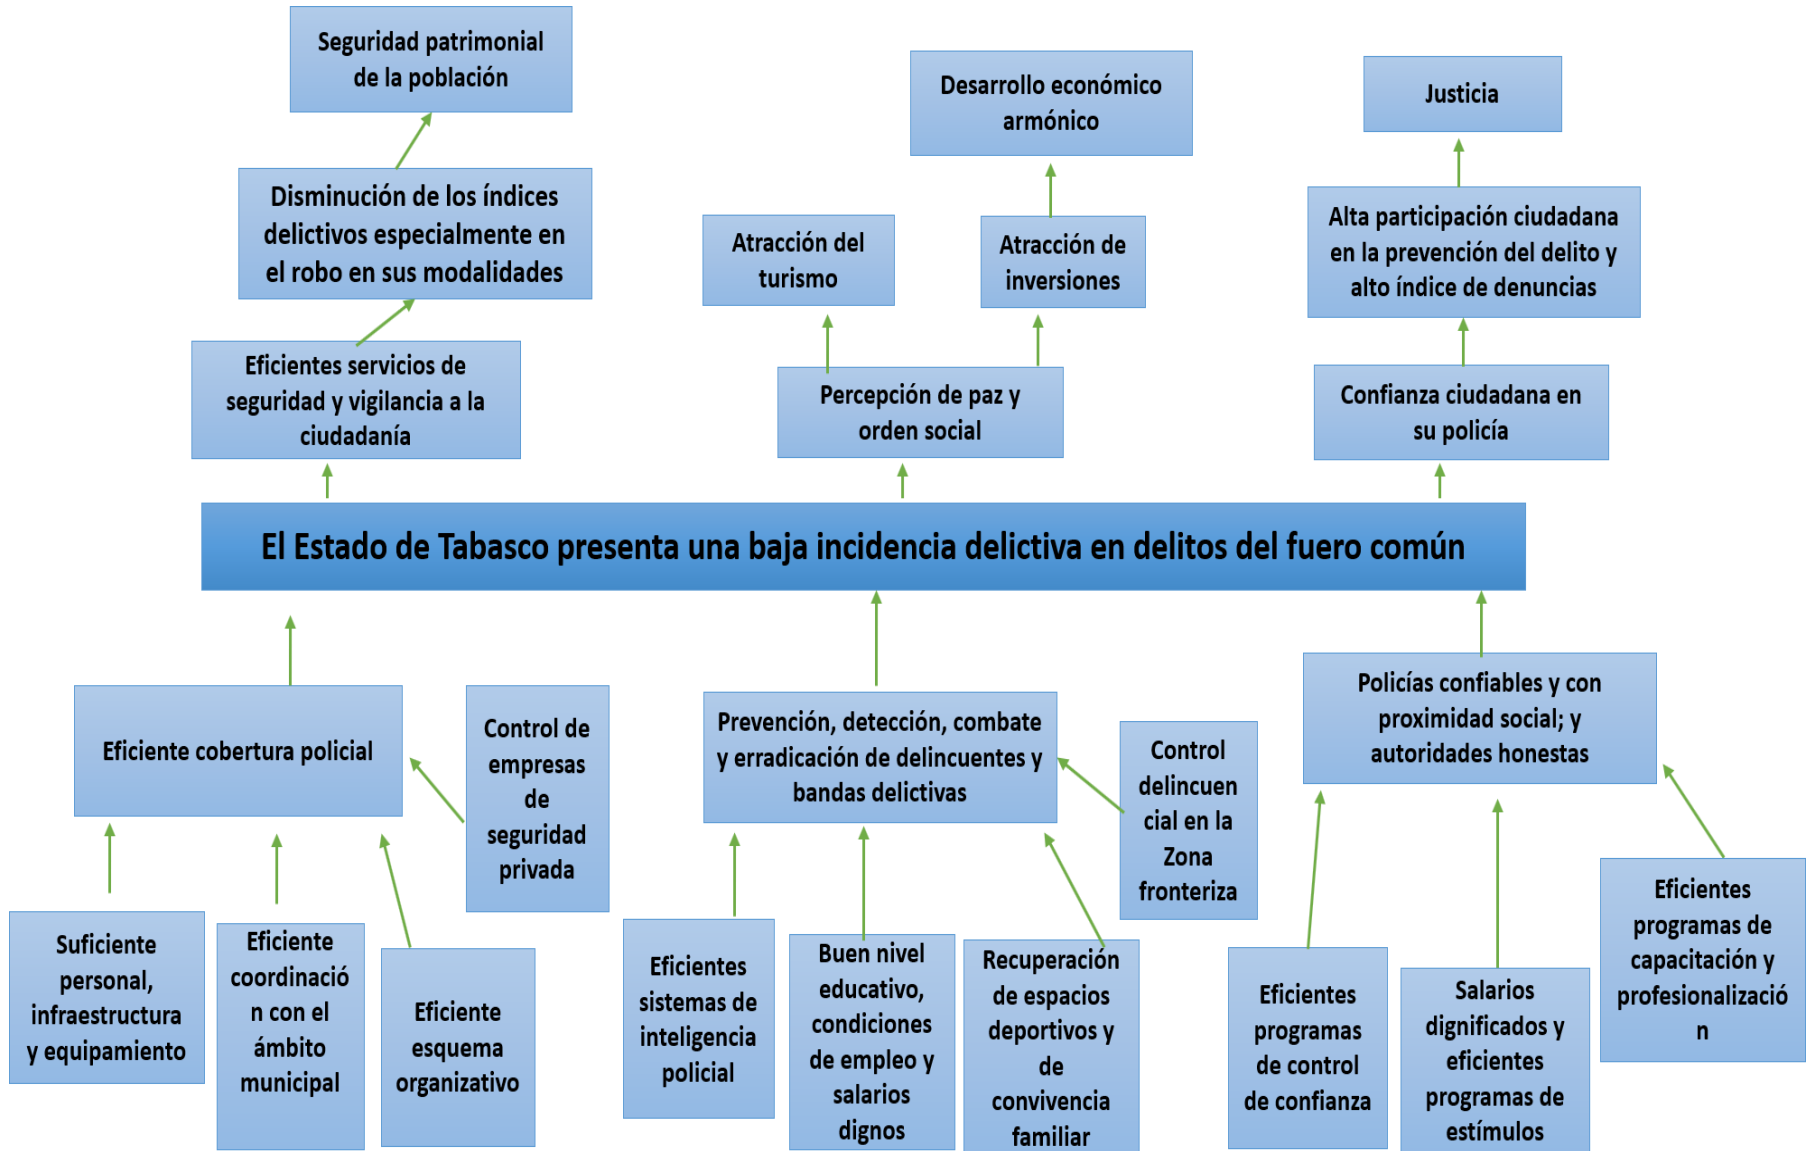 Seguridad patrimonial
de la población
Desarrollo económico
armónico
Justicia
Disminución de los índices
delictivos especialmente en
el robo en sus modalidades
Atracción del
turismo
Atracción de
inversiones
Alta participación ciudadana
en la prevención del delito y
alto índice de denuncias
Eficientes servicios de
seguridad y vigilancia a la
ciudadanía
Percepción de paz y
orden social
Confianza ciudadana en
su policía
El Estado de Tabasco presenta una baja incidencia delictiva en delitos del fuero común
Eficiente cobertura policial
Control de
empresas
de
seguridad
privada
Prevención, detección, combate
y erradicación de delincuentes y
bandas delictivas
Control
delincuen
cial en la
Zona
fronteriza
Policías confiables y con
proximidad social; y
autoridades honestas
Suficiente
personal,
infraestructura
y equipamiento
Eficiente
coordinació
n con el
ámbito
municipal
Eficiente
esquema
organizativo
Eficientes
sistemas de
inteligencia
policial
Buen nivel
educativo,
condiciones
de empleo y
salarios
dignos
Recuperación
de espacios
deportivos y
de
convivencia
familiar
Eficientes
programas
de control
de confianza
Salarios
dignificados y
eficientes
programas de
estímulos
Eficientes
programas de
capacitación y
profesionalizació
n